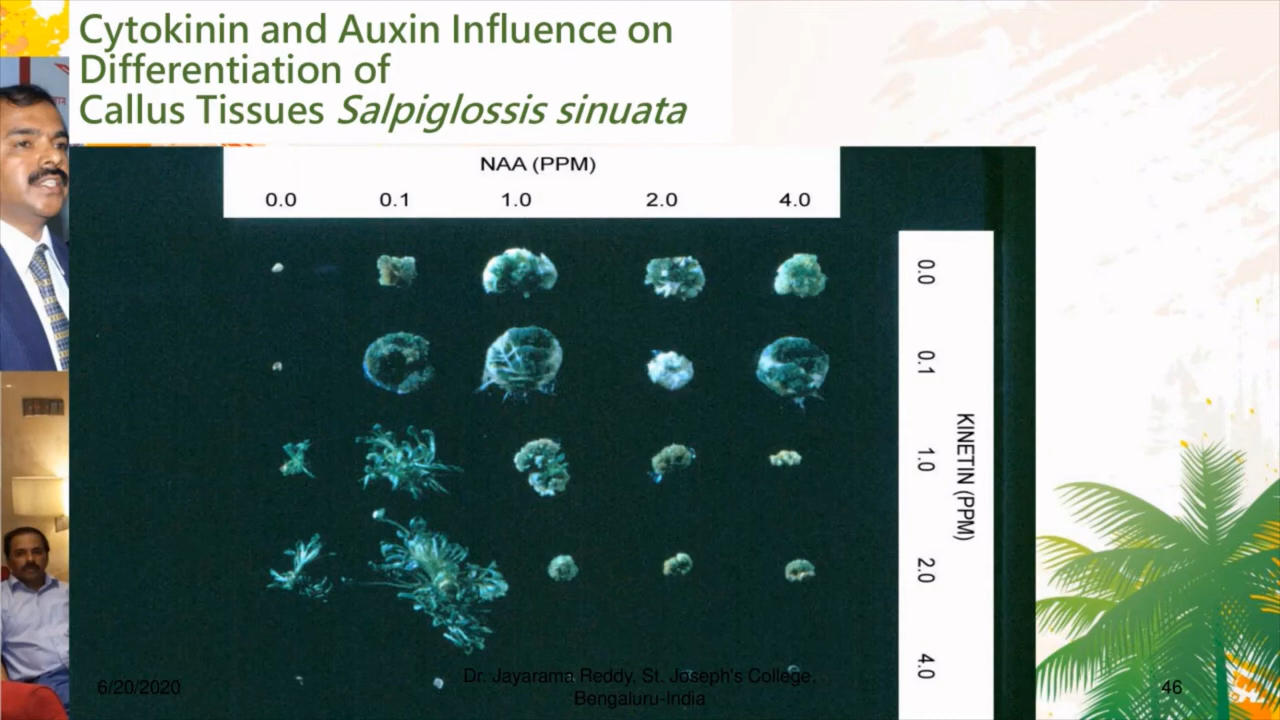 Cytokinin and Auxin Influence on
Differentiation of
Callus Tissues Salpiglossis sinuata
NAA (PPM)
0.0 0.1 1.0 2.0 4.0
0.0
0.1
1.0
2.0
4.0
KINETIN (PPM)
6/20/2020
Dr. Jayarama Reddy, St. Joseph's College,
Bengaluru-India
46